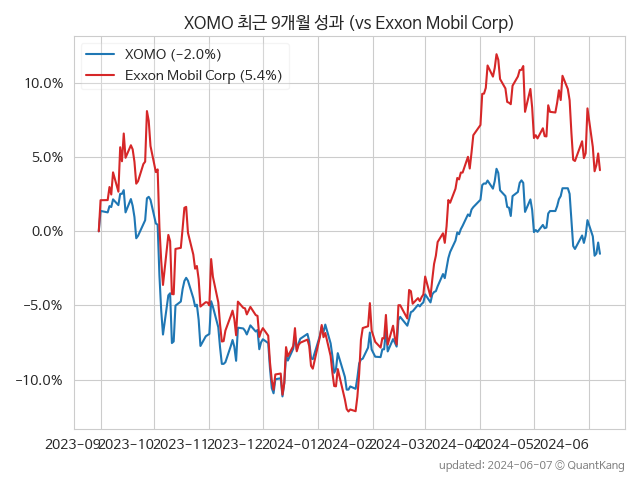 XOMO 최근 9개월 성과 (vs Exxon Mobil Corp)
XOMO (−2.0%)
Exxon Mobil Corp (5.4%)
10.0%
5.0%
0.0%
−5.0%
−10.0%
2023-09 2023-10 2023-11 2023-12 2024-01 2024-02 2024-03 2024-04 2024-05 2024-06
updated: 2024-06-07 © QuantKang